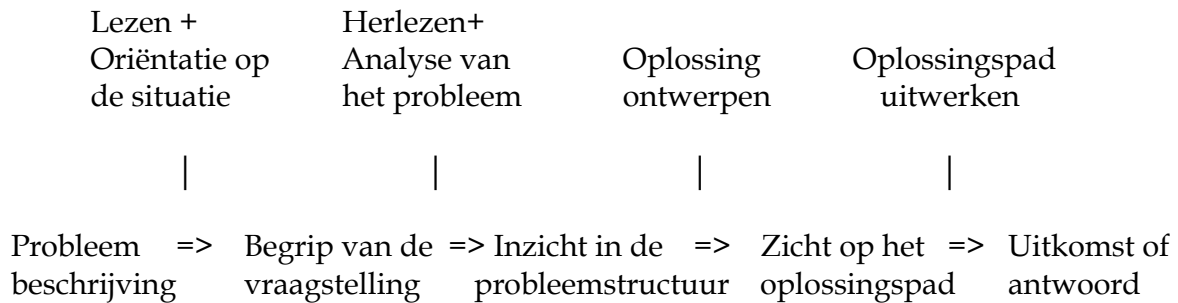 Lezen + Herlezen+
Oriëntatie op Analyse van Oplossing Oplossingspad
de situatie het probleem ontwerpen uitwerken
| | | |
Probleem => Begrip van de => Inzicht in de => Zicht op het => Uitkomst of
beschrijving vraagstelling probleemstructuur oplossingspad antwoord